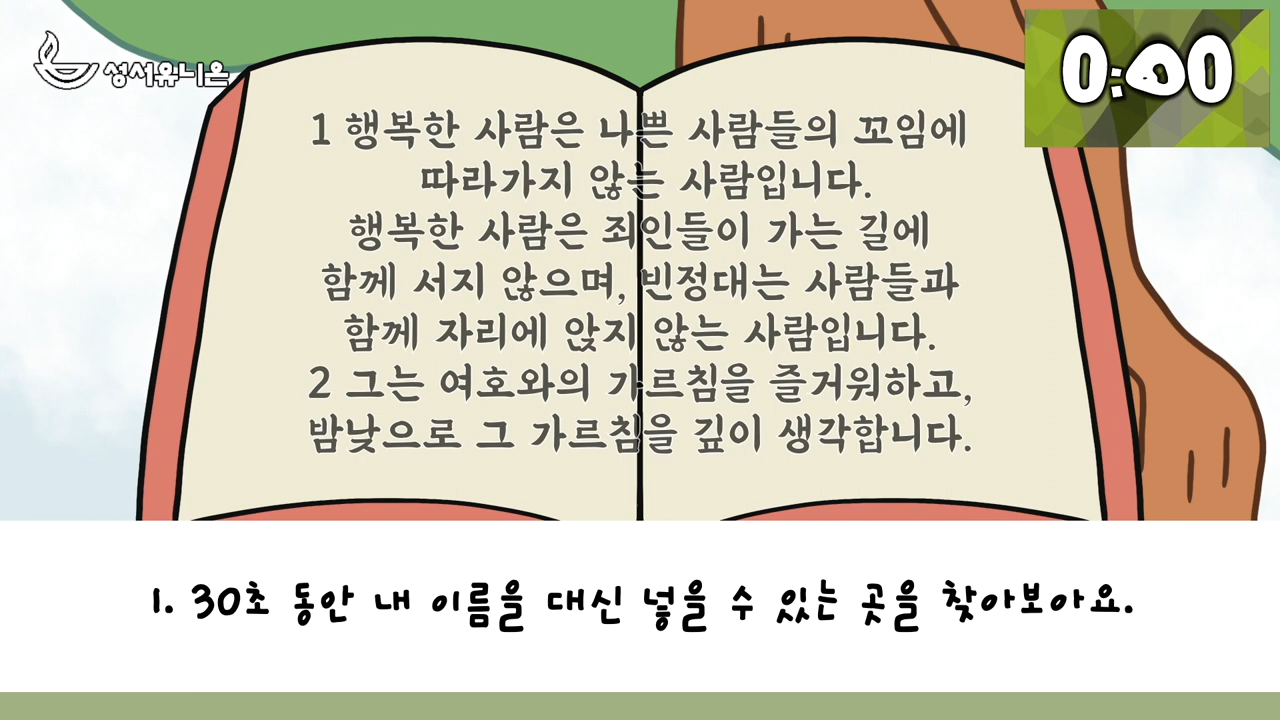 성서유니온
0:00
1 행복한 사람은 나쁜 사람들의 꼬임에
따라가지 않는 사람입니다.
행복한 사람은 죄인들이 가는 길에
함께 서지 않으며, 빈정대는 사람들과
함께 자리에 앉지 않는 사람입니다.
2 그는 여호와의 가르침을 즐거워하고,
밤낮으로 그 가르침을 깊이 생각합니다.
1. 30초 동안 내 이름을 대신 넣을 수 있는 곳을 찾아보아요.